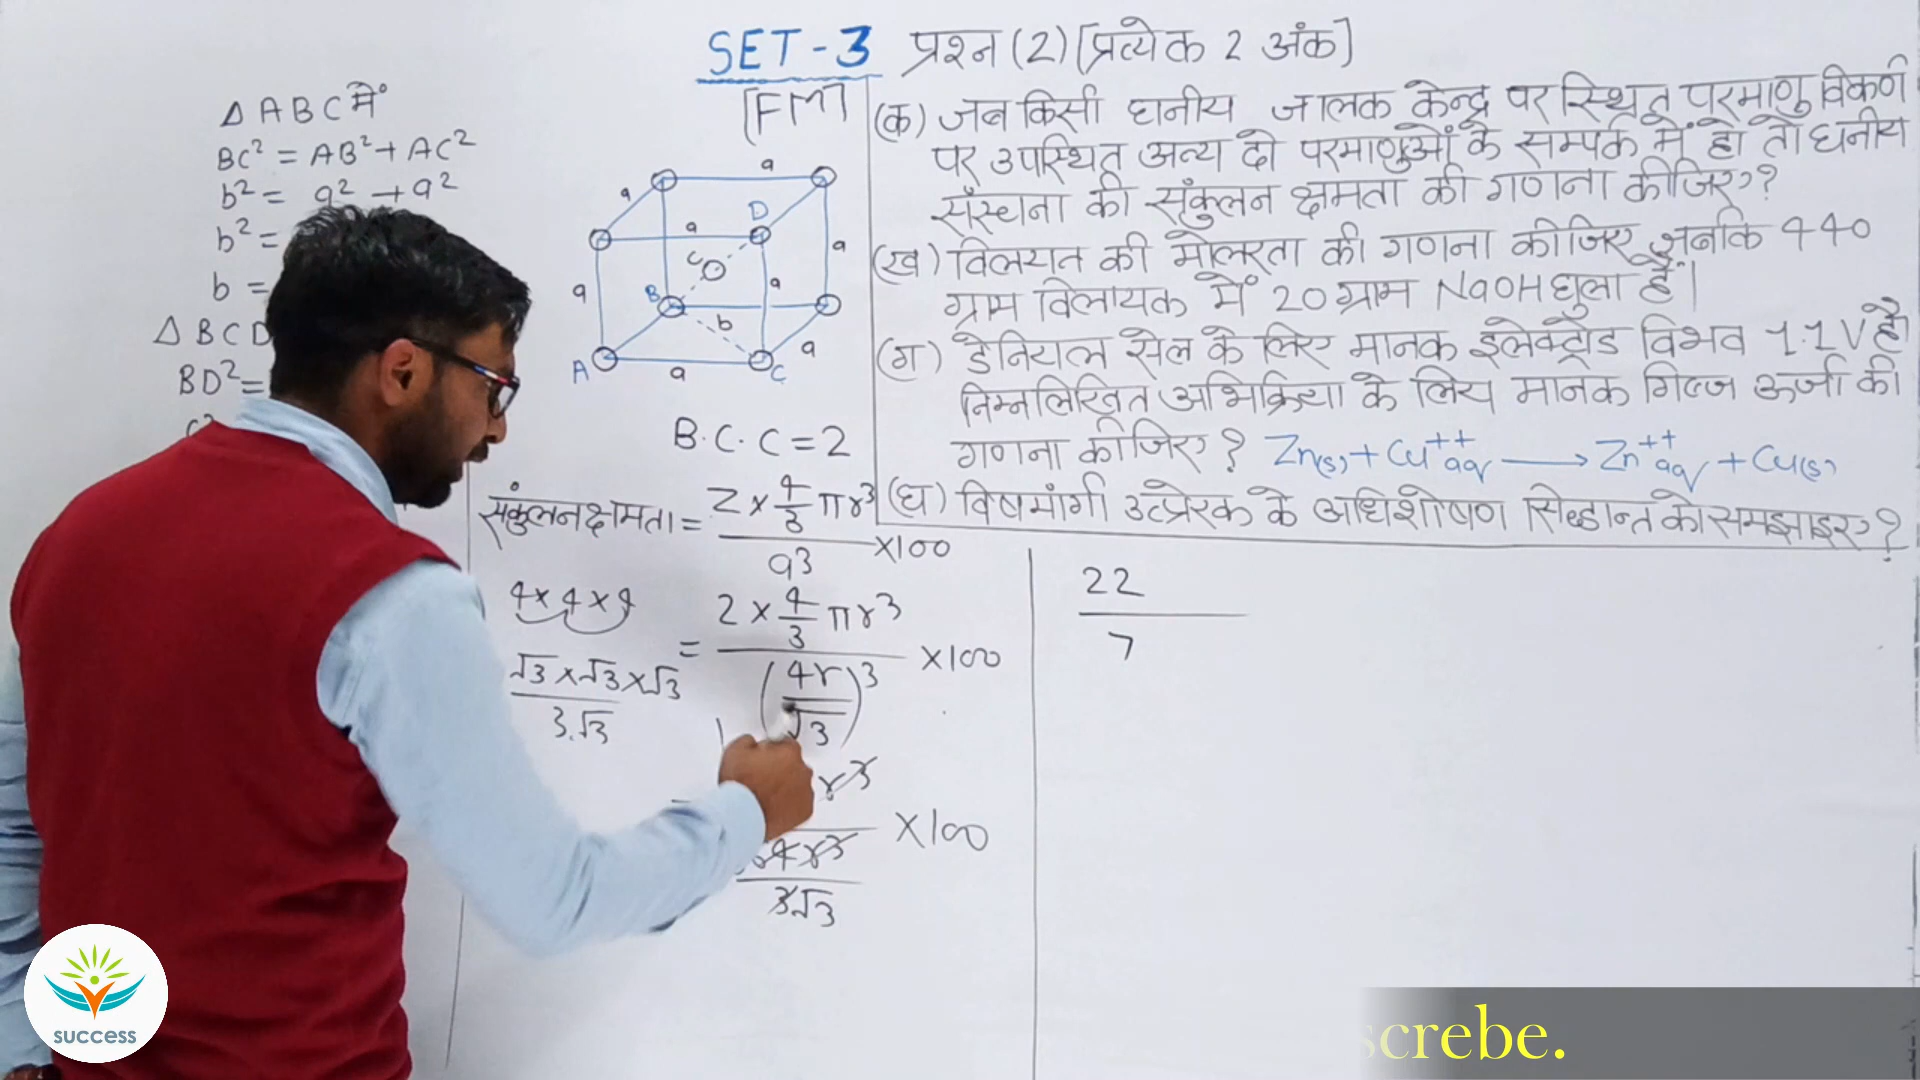 SET-3 प्रश्न (2) [प्रत्येक 2 अंक]
[FM]
(क) जब किसी घनीय जालक केन्द्र पर स्थित परमाणु विकर्ण
पर उपस्थित अन्य दो परमाणुओं के सम्पर्क में हो तो घनीय
संरचना की संकुलन क्षमता की गणना कीजिए?
(ख) विलयन की मोलरता की गणना कीजिए जबकि 440
ग्राम विलायक में 20 ग्राम NaOH घुला है।
(ग) डेनियल सेल के लिए मानक इलेक्ट्रोड विभव 1.1V है।
निम्नलिखित अभिक्रिया के लिये मानक गिब्ज ऊर्जा की
गणना कीजिए? Zn(s) + Cu++aq ⟶ Zn++aq + Cu(s)
(घ) विषमांगी उत्प्रेरक के अधिशोषण सिद्धान्त को समझाइए?
△ ABC में
BC² = AB² + AC²
b² = a² + a²
b² =
b =
△ BCD
BD² =
c²
a
a
a
D
a
c
a
a
B
b
a
A
a
C
B.C.C = 2
संकुलन क्षमता = Z × 4/3 πr³ / a³ ×100
= 2 × 4/3 πr³ / (4r/√3)³ ×100
r³ / 64r³/3√3 ×100
4×4×4
√3×√3×√3
3.√3
22
7
success
screbe.